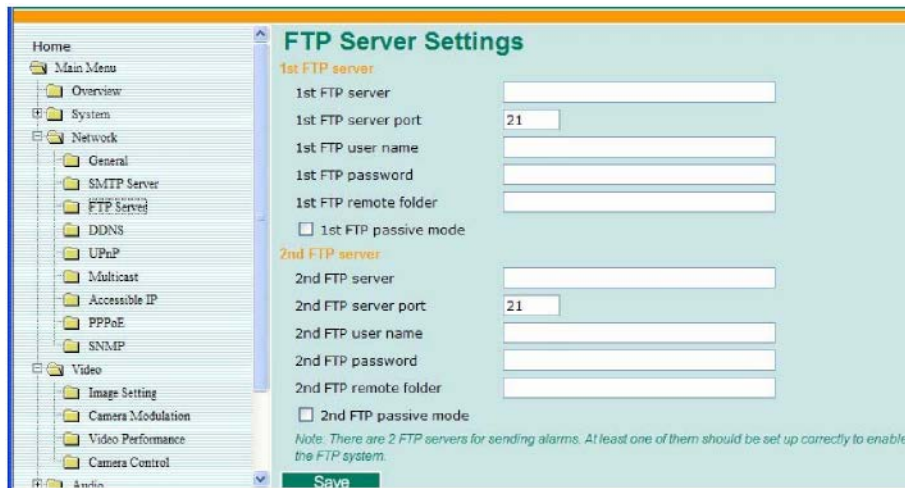 Home
Main Menu
Overview
System
Network
General
SMTP Server
FTP Server
DDNS
UPnP
Multicast
Accessible IP
PPPoE
SNMP
Video
Image Setting
Camera Modulation
Video Performance
Camera Control
Audio
FTP Server Settings
1st FTP server
1st FTP server
1st FTP server port 21
1st FTP user name
1st FTP password
1st FTP remote folder
1st FTP passive mode
2nd FTP server
2nd FTP server
2nd FTP server port 21
2nd FTP user name
2nd FTP password
2nd FTP remote folder
2nd FTP passive mode
Note: There are 2 FTP servers for sending alarms. At least one of them should be set up correctly to enable
the FTP system.
Save